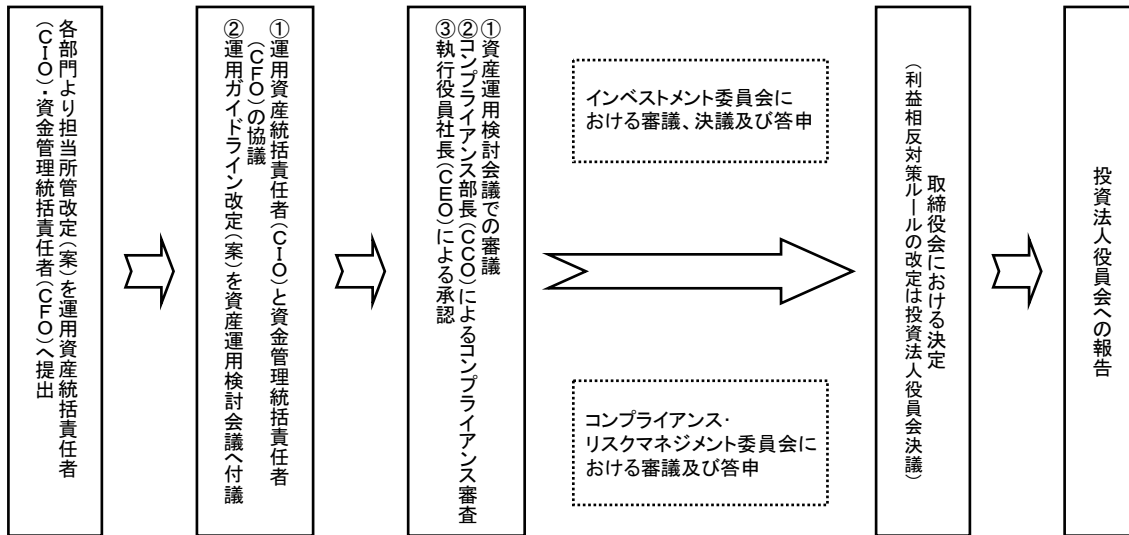 各部門より担当所管改定(案)を運用資産統括責任者
(CIO)・資金管理統括責任者(CFO)へ提出
①運用資産統括責任者(CIO)と資金管理統括責任者
(CFO)の協議
②運用ガイドライン改定(案)を資産運用検討会議へ付議
①資産運用検討会議での審議
②コンプライアンス部長(CCO)によるコンプライアンス審査
③執行役員社長(CEO)による承認
インベストメント委員会に
おける審議、決議及び答申
コンプライアンス・
リスクマネジメント委員会に
おける審議及び答申
取締役会における決定
(利益相反対策ルールの改定は投資法人役員会決議)
投資法人役員会への報告